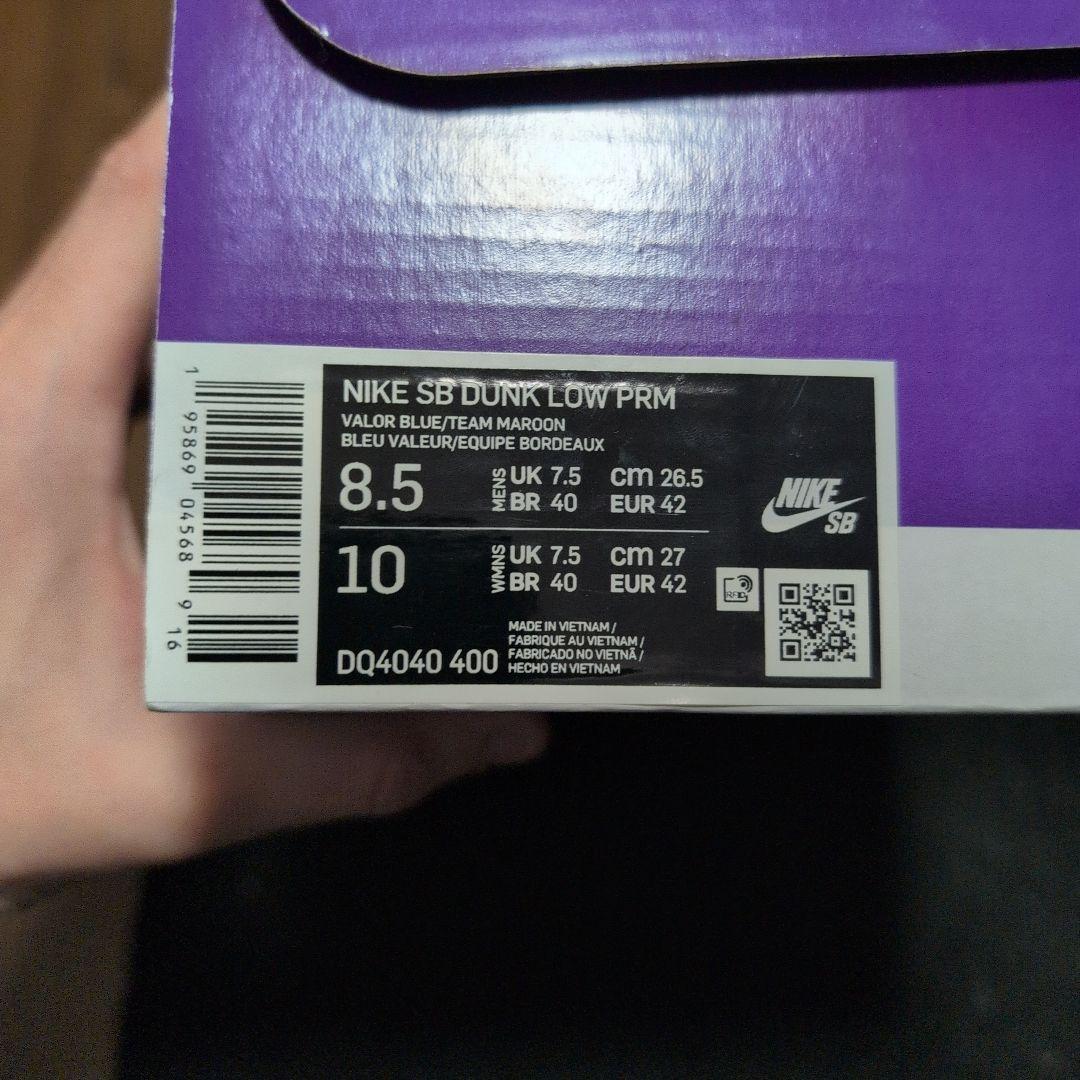 NIKE SB DUNK LOW PRM
VALOR BLUE/TEAM MAROON
BLEU VALEUR/EQUIPE BORDEAUX
8.5 MENS UK 7.5 cm 26.5
BR 40 EUR 42
10 WMNS UK 7.5 cm 27
BR 40 EUR 42
DQ4040 400
MADE IN VIETNAM /
FABRIQUE AU VIETNAM /
FABRICADO NO VIETNÃ /
HECHO EN VIETNAM
NIKE
SB
RFID
1 95869 04568 9 16